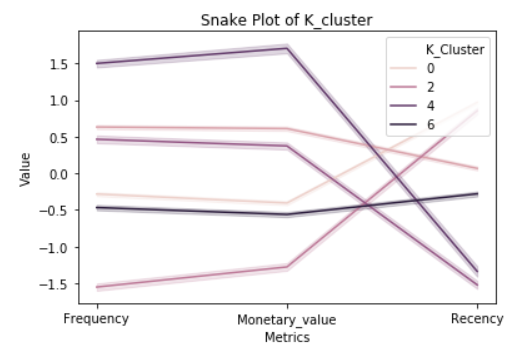 Snake Plot of K_cluster
K_Cluster
0
2
4
6
1.5
1.0
0.5
0.0
−0.5
−1.0
−1.5
Value
Frequency Monetary_value Recency
Metrics